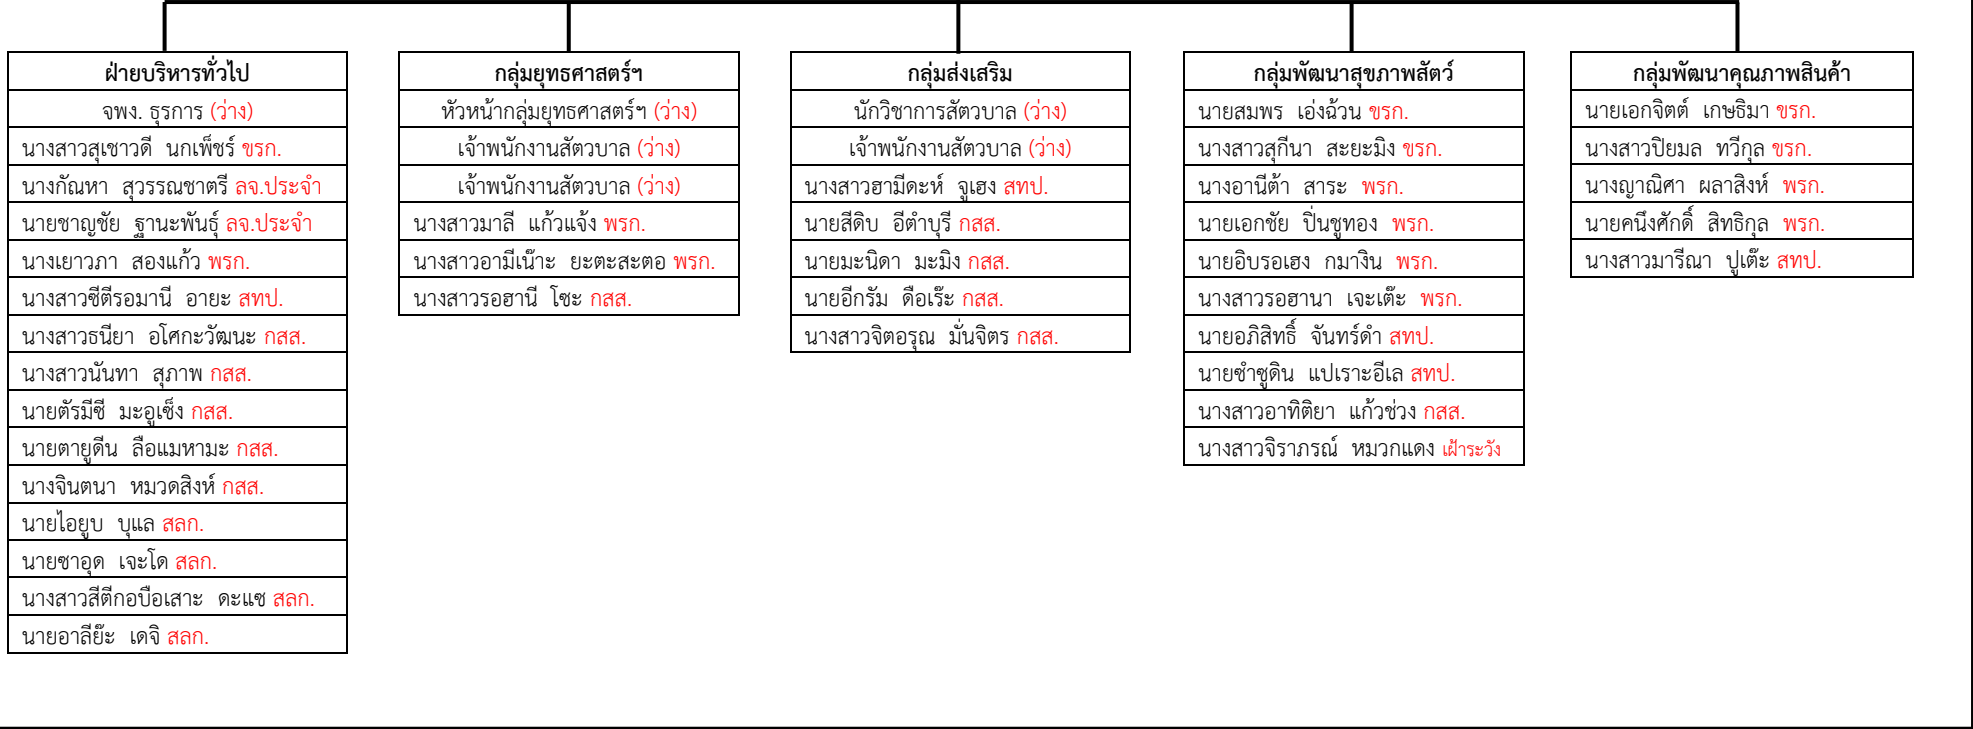 ฝ่ายบริหารทั่วไป
จพง. ธุรการ (ว่าง)
นางสาวสุเชาวดี นกเพ็ชร์ ขรก.
นางกัณหา สุวรรณชาตรี ลจ.ประจำ
นายชาญชัย ฐานะพันธุ์ ลจ.ประจำ
นางเยาวภา สองแก้ว พรก.
นางสาวซีตีรอมานี อายะ สทป.
นางสาวธนียา อโศกะวัฒนะ กสส.
นางสาวนันทา สุภาพ กสส.
นายตัรมีซี มะอูเซ็ง กสส.
นายตายูดีน ลือแมหามะ กสส.
นางจินตนา หมวดสิงห์ กสส.
นายไอยูบ บุแล สลก.
นายซาอุด เจะโด สลก.
นางสาวสีตีกอบือเสาะ ดะแซ สลก.
นายอาลีย๊ะ เดจิ สลก.
กลุ่มยุทธศาสตร์ฯ
หัวหน้ากลุ่มยุทธศาสตร์ฯ (ว่าง)
เจ้าพนักงานสัตวบาล (ว่าง)
เจ้าพนักงานสัตวบาล (ว่าง)
นางสาวมาลี แก้วแจ้ง พรก.
นางสาวอามีเน๊าะ ยะตะสะตอ พรก.
นางสาวรอฮานี โซะ กสส.
กลุ่มส่งเสริม
นักวิชาการสัตวบาล (ว่าง)
เจ้าพนักงานสัตวบาล (ว่าง)
นางสาวฮามีดะห์ จูเฮง สทป.
นายสีดิบ อีตำบุรี กสส.
นายมะนิดา มะมิง กสส.
นายอีกรัม ดือเร๊ะ กสส.
นางสาวจิตอรุณ มั่นจิตร กสส.
กลุ่มพัฒนาสุขภาพสัตว์
นายสมพร เอ่งฉ้วน ขรก.
นางสาวสุกีนา สะยะมิง ขรก.
นางอานีต้า สาระ พรก.
นายเอกชัย ปิ่นชูทอง พรก.
นายอิบรอเฮง กมางิน พรก.
นางสาวรอฮานา เจะเต๊ะ พรก.
นายอภิสิทธิ์ จันทร์ดำ สทป.
นายซำซูดิน แปเราะอีเล สทป.
นางสาวอาทิติยา แก้วช่วง กสส.
นางสาวจิราภรณ์ หมวกแดง เฝ้าระวัง
กลุ่มพัฒนาคุณภาพสินค้า
นายเอกจิตต์ เกษธิมา ขรก.
นางสาวปิยมล ทวีกุล ขรก.
นางญาณิศา ผลาสิงห์ พรก.
นายคนึงศักดิ์ สิทธิกุล พรก.
นางสาวมารีณา ปูเต๊ะ สทป.